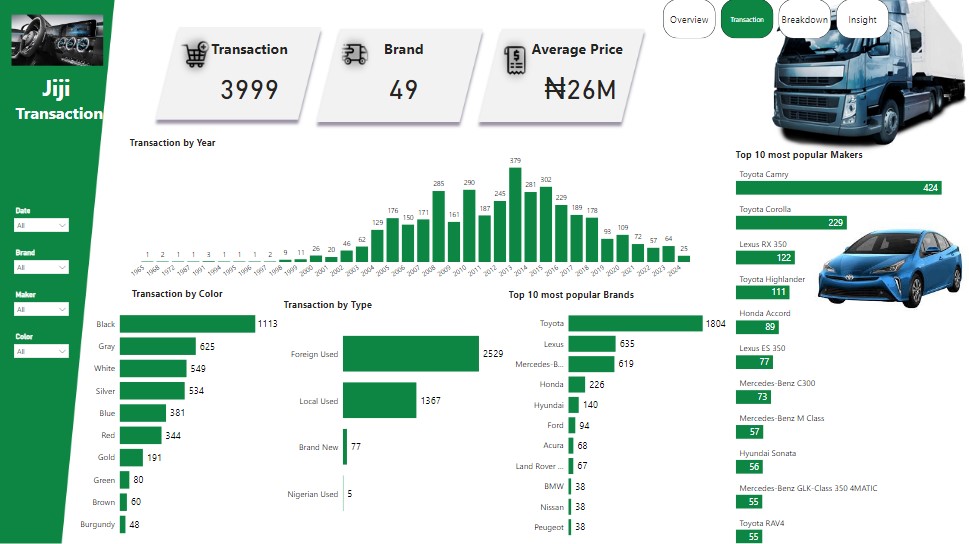 Overview
Transaction
Breakdown
Insight
Jiji
Transaction
Transaction
3999
Brand
49
Average Price
₦26M
Date
All
Brand
All
Maker
All
Color
All
Transaction by Year
1 2 1 1 3 1 1 1 2 9 11 26 20 46 62 129 176 150 171 285 161 290 187 245 379 281 302 229 189 178 93 109 72 57 64 25
1965 1968 1972 1987 1991 1994 1995 1996 1997 1998 1999 2000 2001 2002 2003 2004 2005 2006 2007 2008 2009 2010 2011 2012 2013 2014 2015 2016 2017 2018 2019 2020 2021 2022 2023 2024
Transaction by Color
Black 1113
Gray 625
White 549
Silver 534
Blue 381
Red 344
Gold 191
Green 80
Brown 60
Burgundy 48
Transaction by Type
Foreign Used 2529
Local Used 1367
Brand New 77
Nigerian Used 5
Top 10 most popular Brands
Toyota 1804
Lexus 635
Mercedes-B... 619
Honda 226
Hyundai 140
Ford 94
Acura 68
Land Rover ... 67
BMW 38
Nissan 38
Peugeot 38
Top 10 most popular Makers
Toyota Camry
424
Toyota Corolla
229
Lexus RX 350
122
Toyota Highlander
111
Honda Accord
89
Lexus ES 350
77
Mercedes-Benz C300
73
Mercedes-Benz M Class
57
Hyundai Sonata
56
Mercedes-Benz GLK-Class 350 4MATIC
55
Toyota RAV4
55